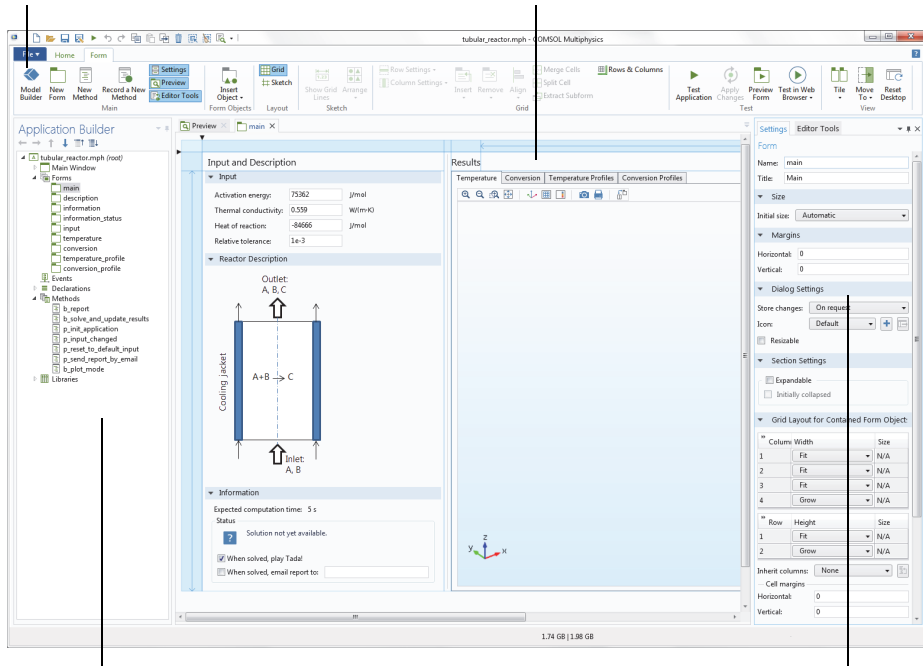 tubular_reactor.mph - COMSOL Multiphysics
File Home Form
Model Builder
New Form
New Method
Record a New Method
Settings
Preview
Editor Tools
Main
Insert Object
Form Objects
Grid
Sketch
Layout
Show Grid Lines
Arrange
Sketch
Row Settings
Column Settings
Insert
Remove
Align
Merge Cells
Split Cell
Extract Subform
Rows & Columns
Grid
Test Application
Apply Changes
Preview Form
Test in Web Browser
Test
Tile
Move To
Reset Desktop
View
Application Builder
tubular_reactor.mph (root)
Main Window
Forms
main
description
information
information_status
input
temperature
conversion
temperature_profile
conversion_profile
Events
Declarations
Methods
b_report
b_solve_and_update_results
p_init_application
p_input_changed
p_reset_to_default_input
p_send_report_by_email
b_plot_mode
Libraries
Preview main
Input and Description
Input
Activation energy: 75362 J/mol
Thermal conductivity: 0.559 W/(m·K)
Heat of reaction: -84666 J/mol
Relative tolerance: 1e-3
Reactor Description
Outlet:
A, B, C
Cooling jacket
A+B → C
Inlet:
A, B
Information
Expected computation time: 5 s
Status
? Solution not yet available.
When solved, play Tada!
When solved, email report to:
Results
Temperature Conversion Temperature Profiles Conversion Profiles
z
y x
Settings Editor Tools
Form
Name: main
Title: Main
Size
Initial size: Automatic
Margins
Horizontal: 0
Vertical: 0
Dialog Settings
Store changes: On request
Icon: Default
Resizable
Section Settings
Expandable
Initially collapsed
Grid Layout for Contained Form Object:
Column Width Size
1 Fit N/A
2 Fit N/A
3 Fit N/A
4 Grow N/A
Row Height Size
1 Fit N/A
2 Grow N/A
Inherit columns: None
Cell margins
Horizontal: 0
Vertical: 0
1.74 GB | 1.98 GB